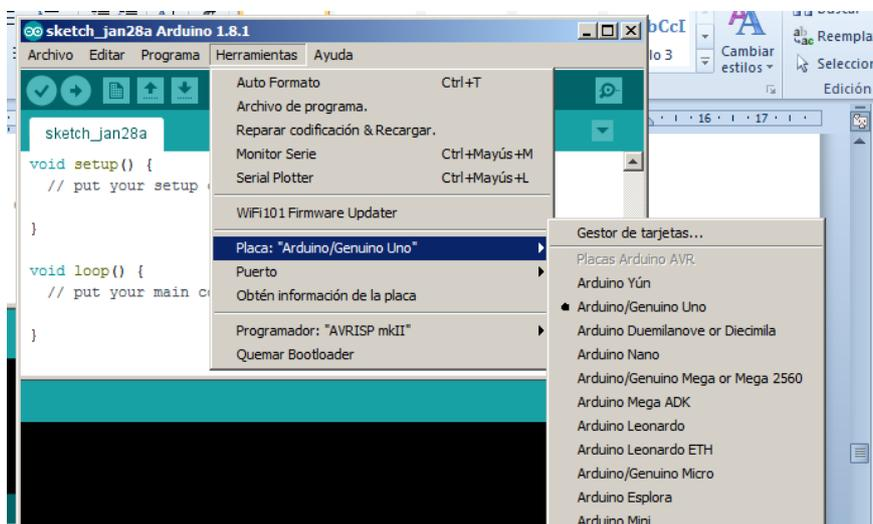 sketch_jan28a Arduino 1.8.1
Archivo Editar Programa Herramientas Ayuda
sketch_jan28a
void setup() {
// put your setup

}

void loop() {
// put your main

}
Auto Formato Ctrl+T
Archivo de programa.
Reparar codificación & Recargar.
Monitor Serie Ctrl+Mayús+M
Serial Plotter Ctrl+Mayús+L
WiFi101 Firmware Updater
Placa: "Arduino/Genuino Uno"
Puerto
Obtén información de la placa
Programador: "AVRISP mkII"
Quemar Bootloader
Gestor de tarjetas...
Placas Arduino AVR
Arduino Yún
Arduino/Genuino Uno
Arduino Duemilanove or Diecimila
Arduino Nano
Arduino/Genuino Mega or Mega 2560
Arduino Mega ADK
Arduino Leonardo
Arduino Leonardo ETH
Arduino/Genuino Micro
Arduino Esplora
Arduino Mini
bCcI
lo 3
Cambiar
estilos
Reempla
Seleccion
Edición
16 17